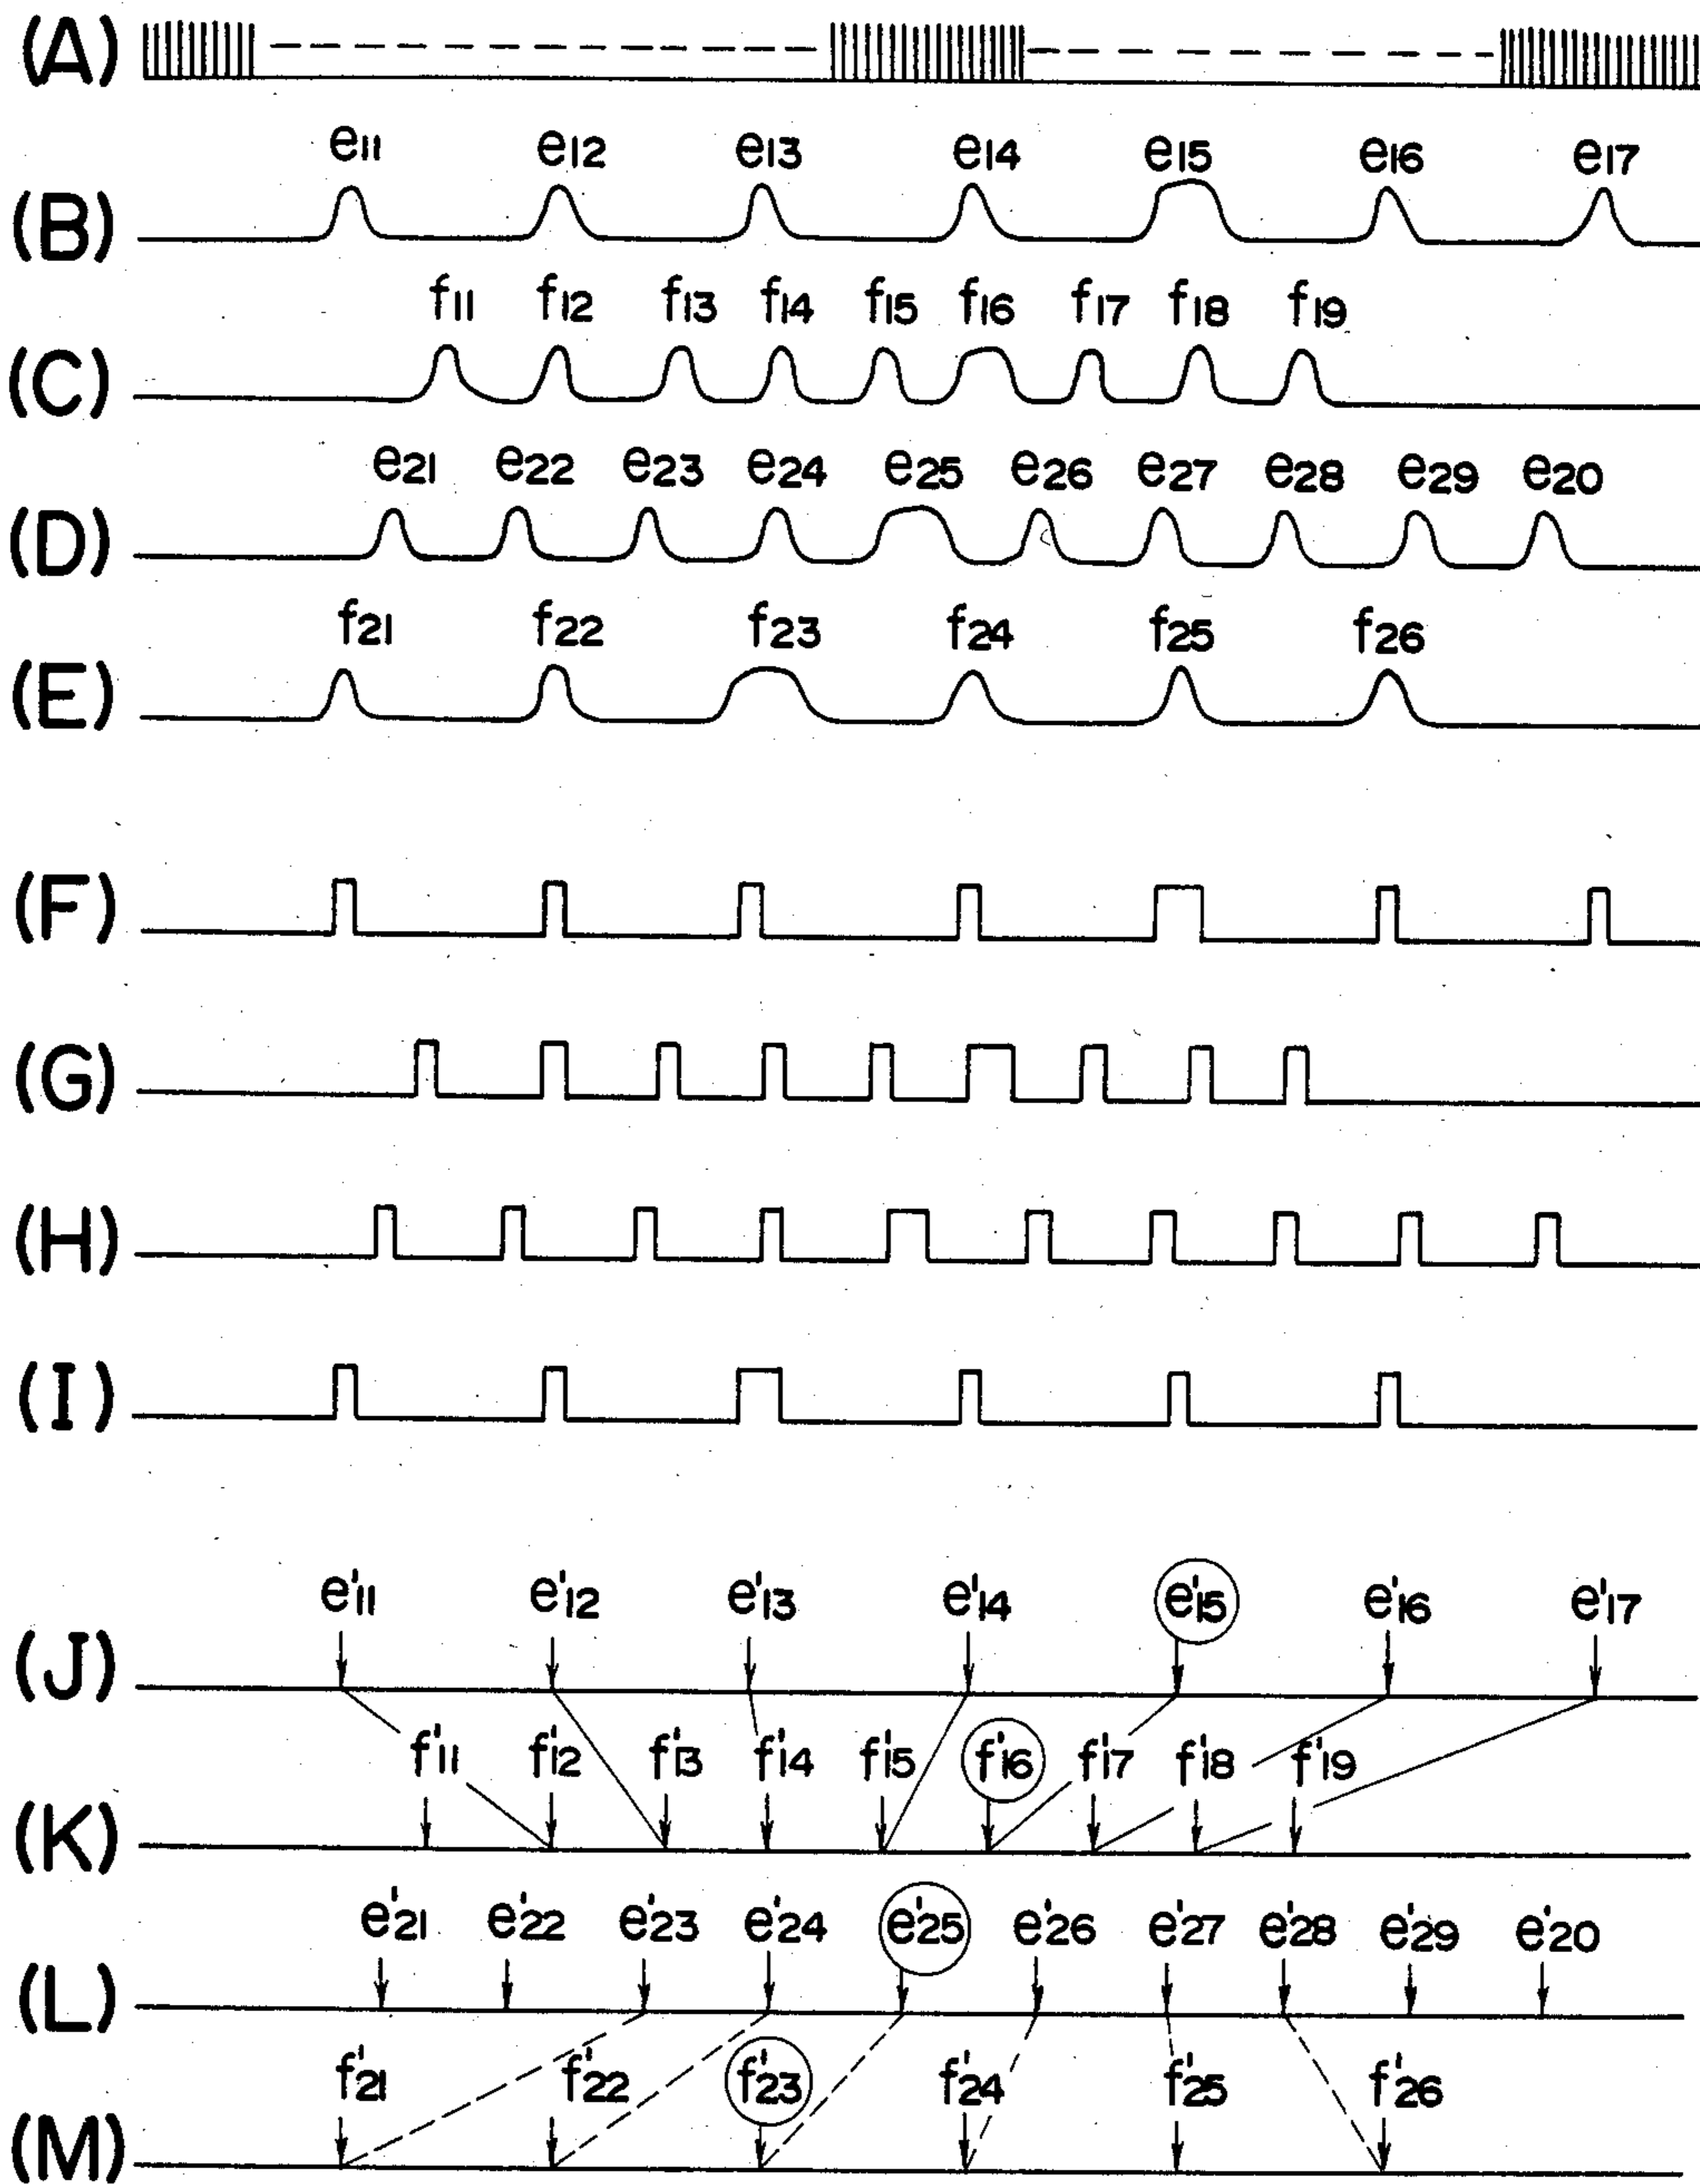 (A)
e11 e12 e13 e14 e15 e16 e17
(B)
f11 f12 f13 f14 f15 f16 f17 f18 f19
(C)
e21 e22 e23 e24 e25 e26 e27 e28 e29 e20
(D)
f21 f22 f23 f24 f25 f26
(E)
(F)
(G)
(H)
(I)
e'11 e'12 e'13 e'14 e'15 e'16 e'17
(J)
f'11 f'12 f'13 f'14 f'15 f'16 f'17 f'18 f'19
(K)
e'21 e'22 e'23 e'24 e'25 e'26 e'27 e'28 e'29 e'20
(L)
f'21 f'22 f'23 f'24 f'25 f'26
(M)